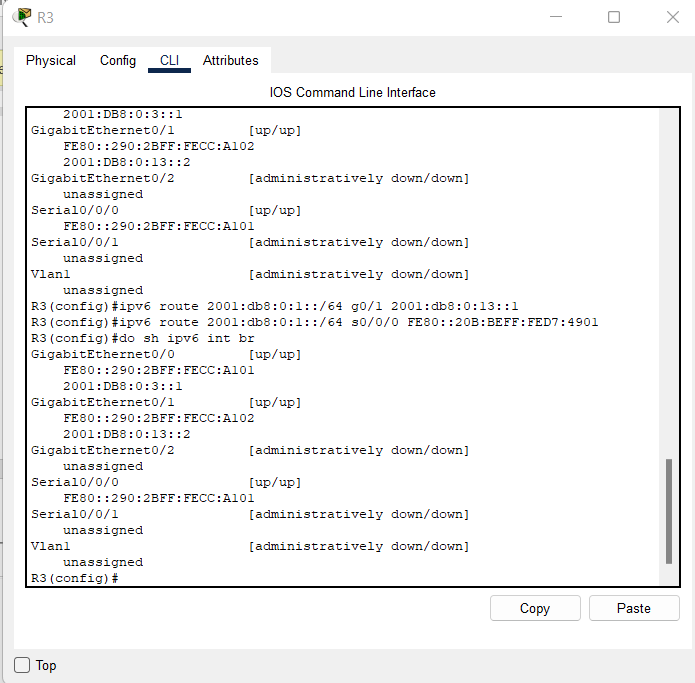 R3
Physical Config CLI Attributes
IOS Command Line Interface
2001:DB8:0:3::1
GigabitEthernet0/1 [up/up]
FE80::290:2BFF:FECC:A102
2001:DB8:0:13::2
GigabitEthernet0/2 [administratively down/down]
unassigned
Serial0/0/0 [up/up]
FE80::290:2BFF:FECC:A101
Serial0/0/1 [administratively down/down]
unassigned
Vlan1 [administratively down/down]
unassigned
R3(config)#ipv6 route 2001:db8:0:1::/64 g0/1 2001:db8:0:13::1
R3(config)#ipv6 route 2001:db8:0:1::/64 s0/0/0 FE80::20B:BEFF:FED7:4901
R3(config)#do sh ipv6 int br
GigabitEthernet0/0 [up/up]
FE80::290:2BFF:FECC:A101
2001:DB8:0:3::1
GigabitEthernet0/1 [up/up]
FE80::290:2BFF:FECC:A102
2001:DB8:0:13::2
GigabitEthernet0/2 [administratively down/down]
unassigned
Serial0/0/0 [up/up]
FE80::290:2BFF:FECC:A101
Serial0/0/1 [administratively down/down]
unassigned
Vlan1 [administratively down/down]
unassigned
R3(config)#
Copy Paste
Top